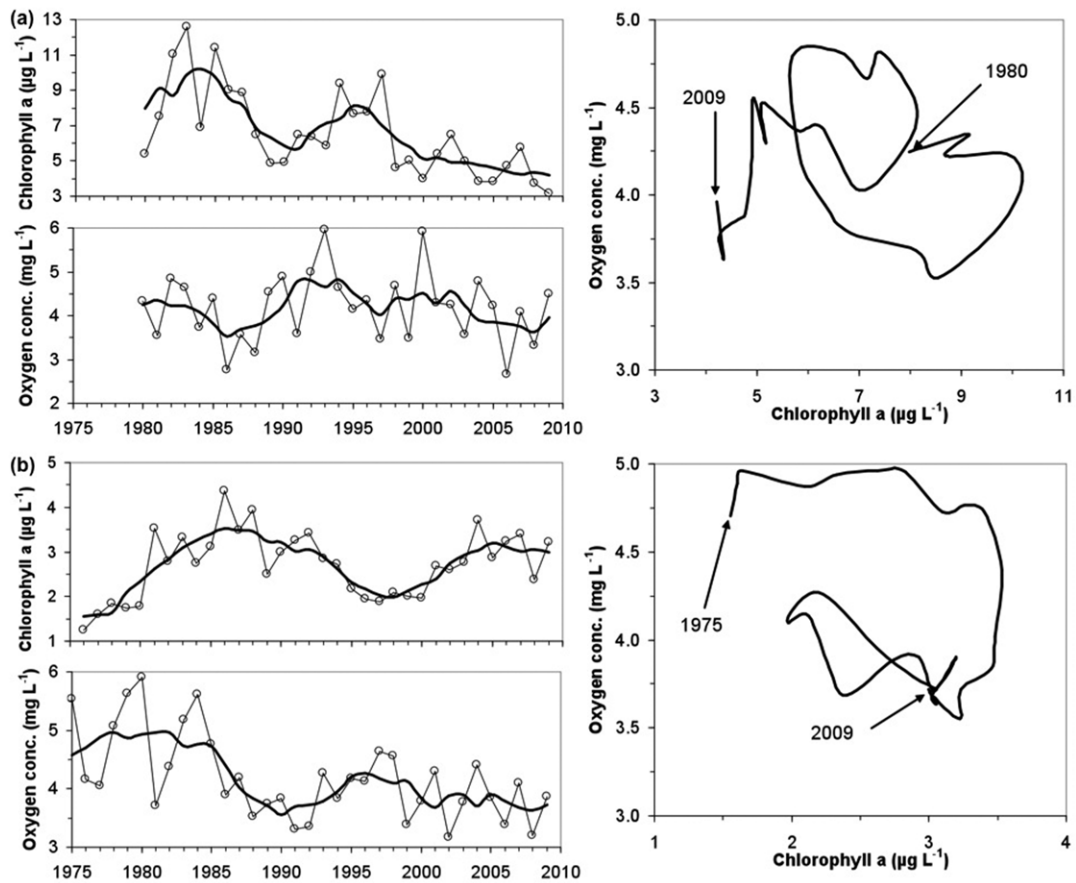 (a)
13
11
9
7
5
3
Chlorophyll a (µg L-1)
6
5
4
3
2
Oxygen conc. (mg L-1)
1975 1980 1985 1990 1995 2000 2005 2010
5.0
4.5
4.0
3.5
3.0
Oxygen conc. (mg L-1)
2009
1980
3 5 7 9 11
Chlorophyll a (µg L-1)
(b)
5
4
3
2
1
Chlorophyll a (µg L-1)
6
5
4
3
Oxygen conc. (mg L-1)
1975 1980 1985 1990 1995 2000 2005 2010
5.0
4.5
4.0
3.5
3.0
Oxygen conc. (mg L-1)
1975
2009
1 2 3 4
Chlorophyll a (µg L-1)